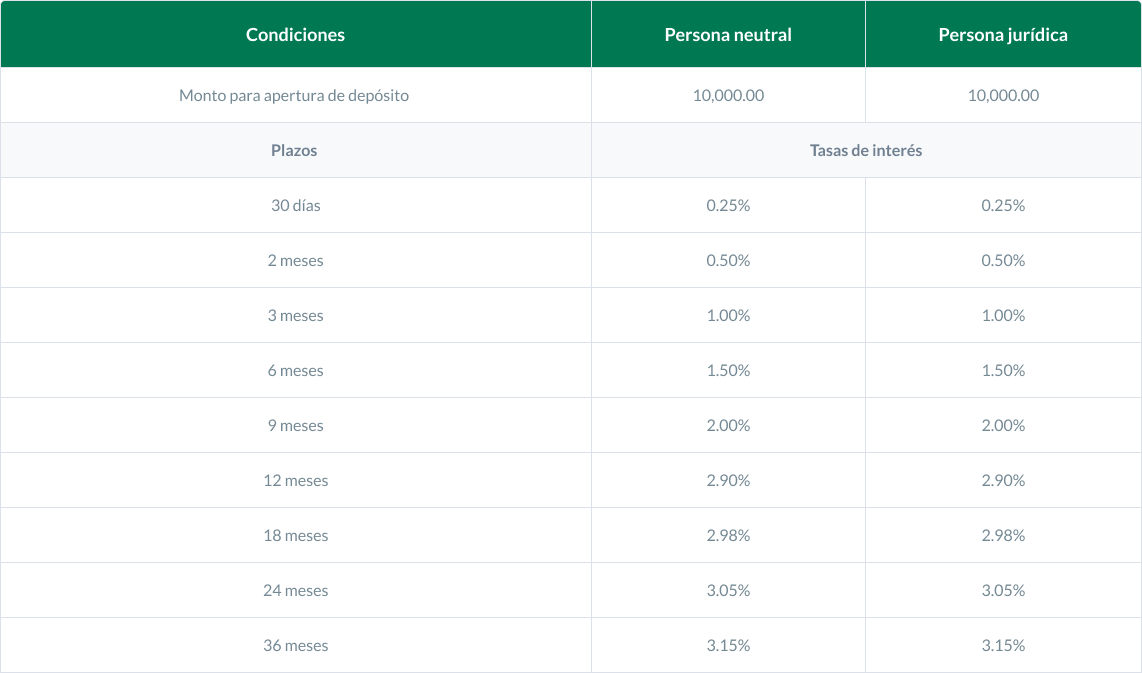 Condiciones Persona neutral Persona jurídica
Monto para apertura de depósito 10,000.00 10,000.00
Plazos Tasas de interés
30 días 0.25% 0.25%
2 meses 0.50% 0.50%
3 meses 1.00% 1.00%
6 meses 1.50% 1.50%
9 meses 2.00% 2.00%
12 meses 2.90% 2.90%
18 meses 2.98% 2.98%
24 meses 3.05% 3.05%
36 meses 3.15% 3.15%